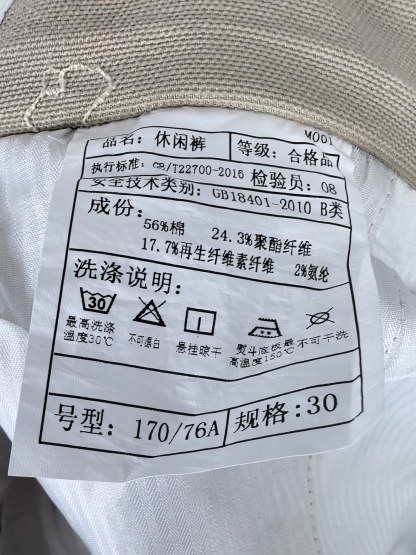 M001
品名: 休闲裤 等级: 合格品
执行标准: GB/T22700-2016 检验员: 08
安全技术类别: GB18401-2010 B类
成份:
56%棉 24.3%聚酯纤维
17.7%再生纤维素纤维 2%氨纶
洗涤说明:
30
最高洗涤温度30℃ 不可漂白 悬挂晾干 熨斗底板最高温度150℃ 不可干洗
号型: 170/76A 规格:30